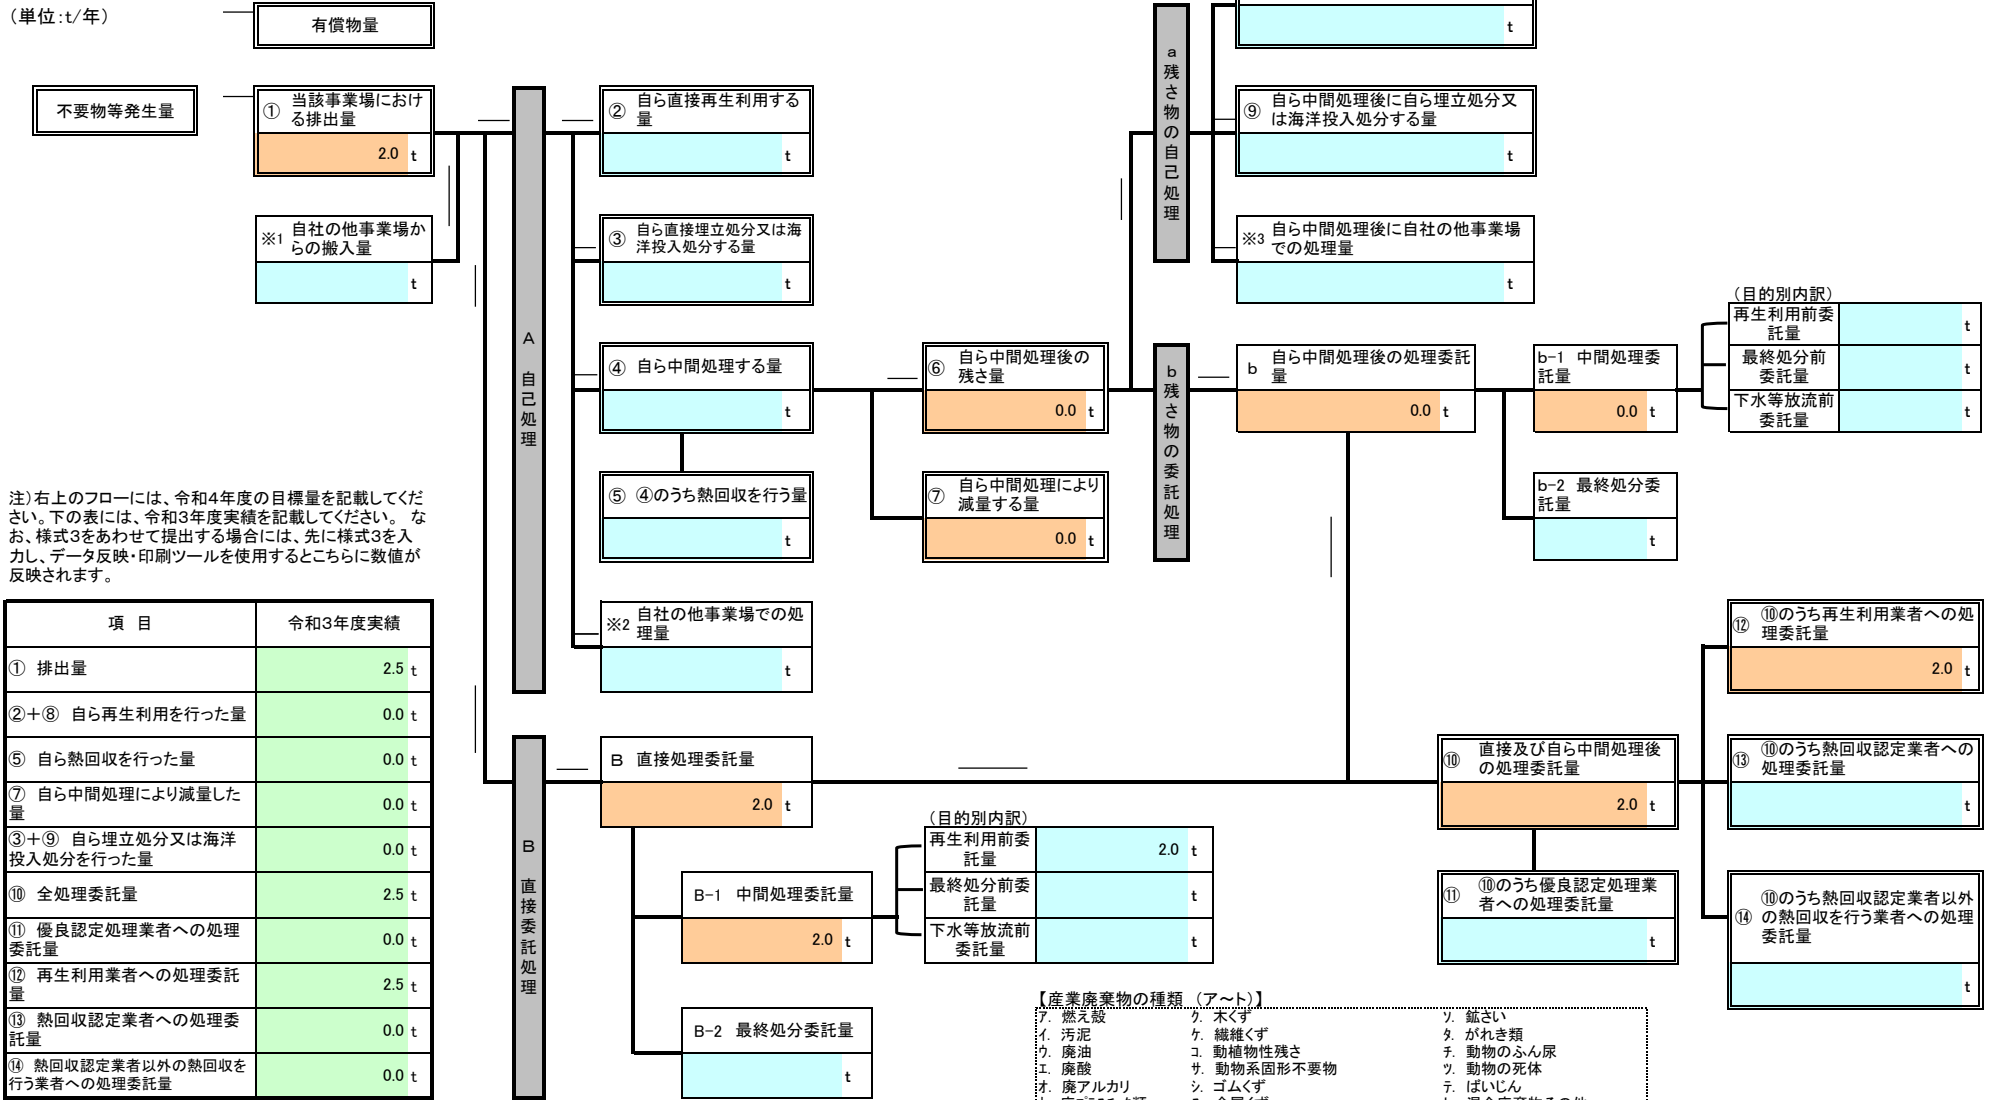 (単位:t/年)
有償物量
t
不要物等発生量
① 当該事業場におけ
る排出量
2.0 t
※1 自社の他事業場か
らの搬入量
t
A 自己処理
② 自ら直接再生利用する
量
t
③ 自ら直接埋立処分又は海
洋投入処分する量
t
④ 自ら中間処理する量
t
⑤ ④のうち熱回収を行う量
t
※2 自社の他事業場での処
理量
t
⑥ 自ら中間処理後の
残さ量
0.0 t
⑦ 自ら中間処理により
減量する量
0.0 t
a 残さ物の自己処理
⑨ 自ら中間処理後に自ら埋立処分又
は海洋投入処分する量
t
※3 自ら中間処理後に自社の他事業場
での処理量
t
b 残さ物の委託処理
b 自ら中間処理後の処理委託
量
0.0 t
b-1 中間処理委
託量
0.0 t
b-2 最終処分委
託量
t
(目的別内訳)
再生利用前委
託量
t
最終処分前
委託量
t
下水等放流前
委託量
t
注)右上のフローには、令和4年度の目標量を記載してくだ
さい。下の表には、令和3年度実績を記載してください。 な
お、様式3をあわせて提出する場合には、先に様式3を入
力し、データ反映・印刷ツールを使用するとこちらに数値が
反映されます。
項 目 令和3年度実績
① 排出量 2.5 t
②+⑧ 自ら再生利用を行った量 0.0 t
⑤ 自ら熱回収を行った量 0.0 t
⑦ 自ら中間処理により減量した
量 0.0 t
③+⑨ 自ら埋立処分又は海洋
投入処分を行った量 0.0 t
⑩ 全処理委託量 2.5 t
⑪ 優良認定処理業者への処理
委託量 0.0 t
⑫ 再生利用業者への処理委託
量 2.5 t
⑬ 熱回収認定業者への処理委
託量 0.0 t
⑭ 熱回収認定業者以外の熱回収を
行う業者への処理委託量 0.0 t
B 直接委託処理
B 直接処理委託量
2.0 t
B-1 中間処理委託量
2.0 t
B-2 最終処分委託量
t
(目的別内訳)
再生利用前委
託量
2.0 t
最終処分前委
託量
t
下水等放流前
委託量
t
⑩ 直接及び自ら中間処理後
の処理委託量
2.0 t
⑪ ⑩のうち優良認定処理業
者への処理委託量
t
⑫ ⑩のうち再生利用業者への処
理委託量
2.0 t
⑬ ⑩のうち熱回収認定業者への
処理委託量
t
⑭ ⑩のうち熱回収認定業者以外
の熱回収を行う業者への処理
委託量
t
【産業廃棄物の種類 (ア~ト)】
ア. 燃え殻 ク. 木くず ソ. 鉱さい
イ. 汚泥 ケ. 繊維くず タ. がれき類
ウ. 廃油 コ. 動植物性残さ チ. 動物のふん尿
エ. 廃酸 サ. 動物系固形不要物 ツ. 動物の死体
オ. 廃アルカリ シ. ゴムくず テ. ばいじん